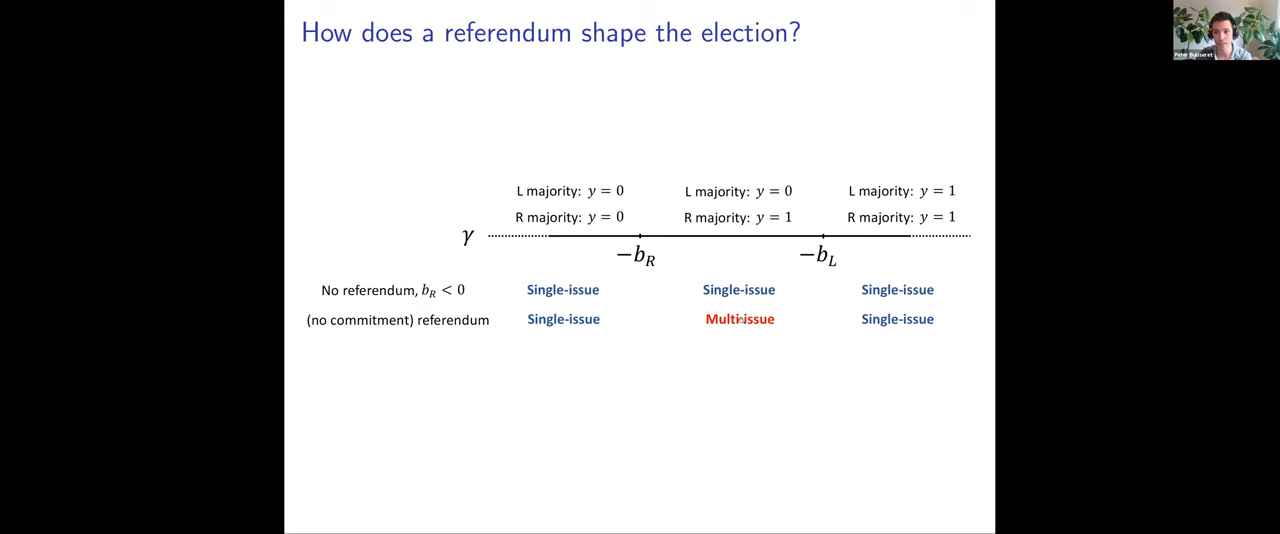 How does a referendum shape the election?
Peter Buisseret
L majority: y = 0 L majority: y = 0 L majority: y = 1
R majority: y = 0 R majority: y = 1 R majority: y = 1
γ
−b_R −b_L
No referendum, b_R < 0 Single-issue Single-issue Single-issue
(no commitment) referendum Single-issue Multi-issue Single-issue